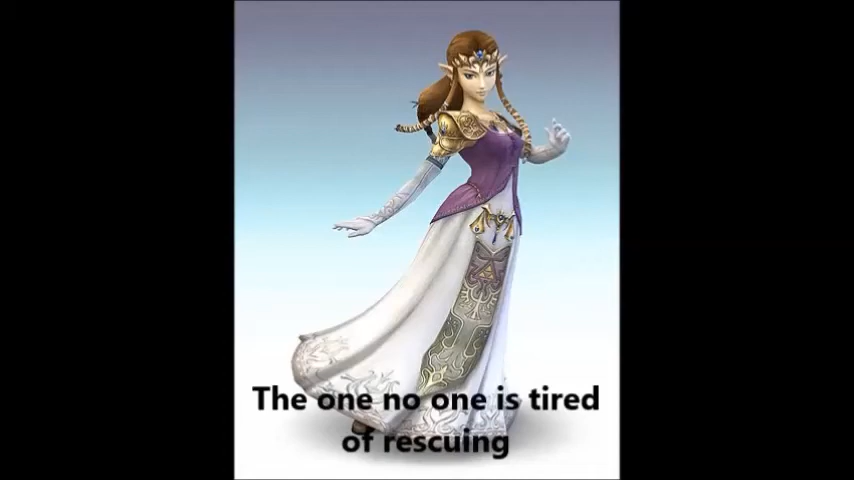 The one no one is tired
of rescuing